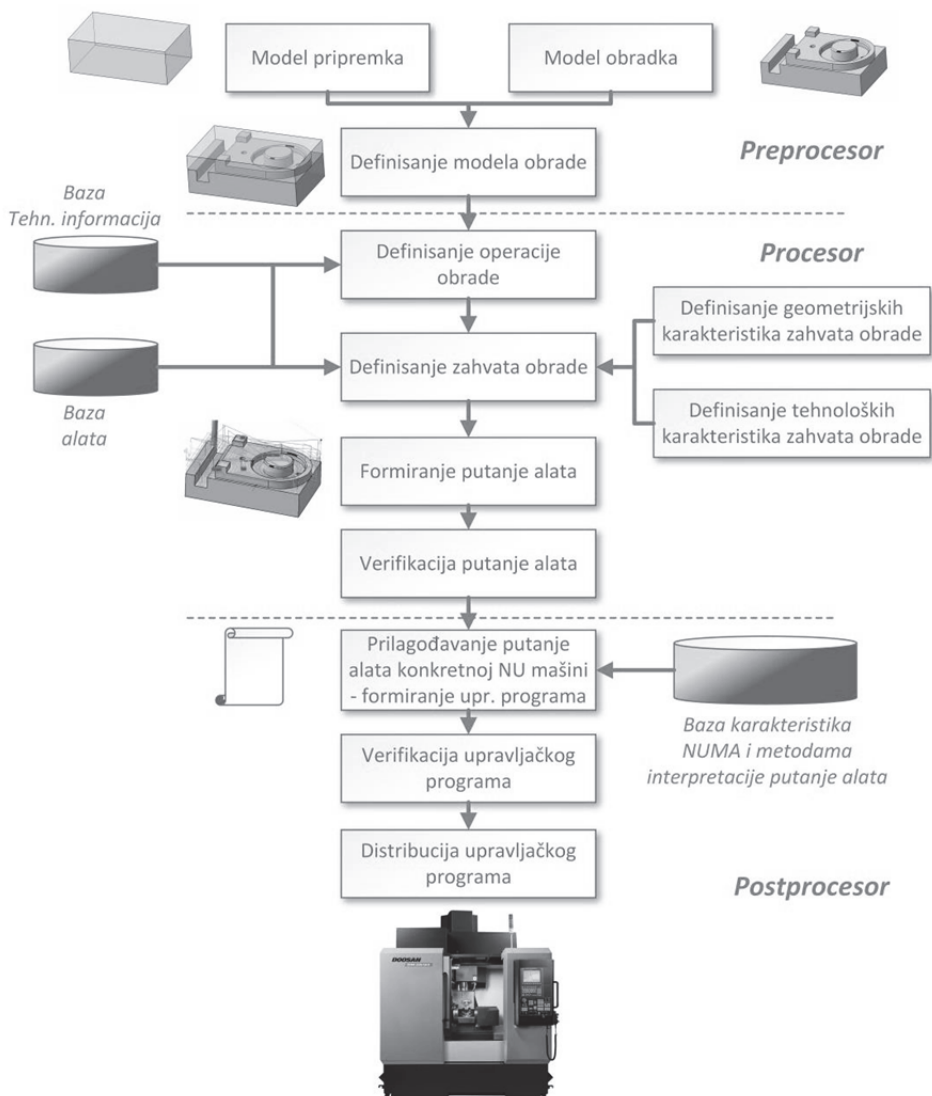 Model pripremka
Model obradka
Definisanje modela obrade
Preprocesor
Baza
Tehn. informacija
Definisanje operacije
obrade
Procesor
Definisanje geometrijskih
karakteristika zahvata obrade
Definisanje zahvata obrade
Baza
alata
Definisanje tehnoloških
karakteristika zahvata obrade
Formiranje putanje alata
Verifikacija putanje alata
Prilagođavanje putanje
alata konkretnoj NU mašini
- formiranje upr. programa
Baza karakteristika
NUMA i metodama
interpretacije putanje alata
Verifikacija upravljačkog
programa
Distribucija upravljačkog
programa
Postprocesor
DOOSAN